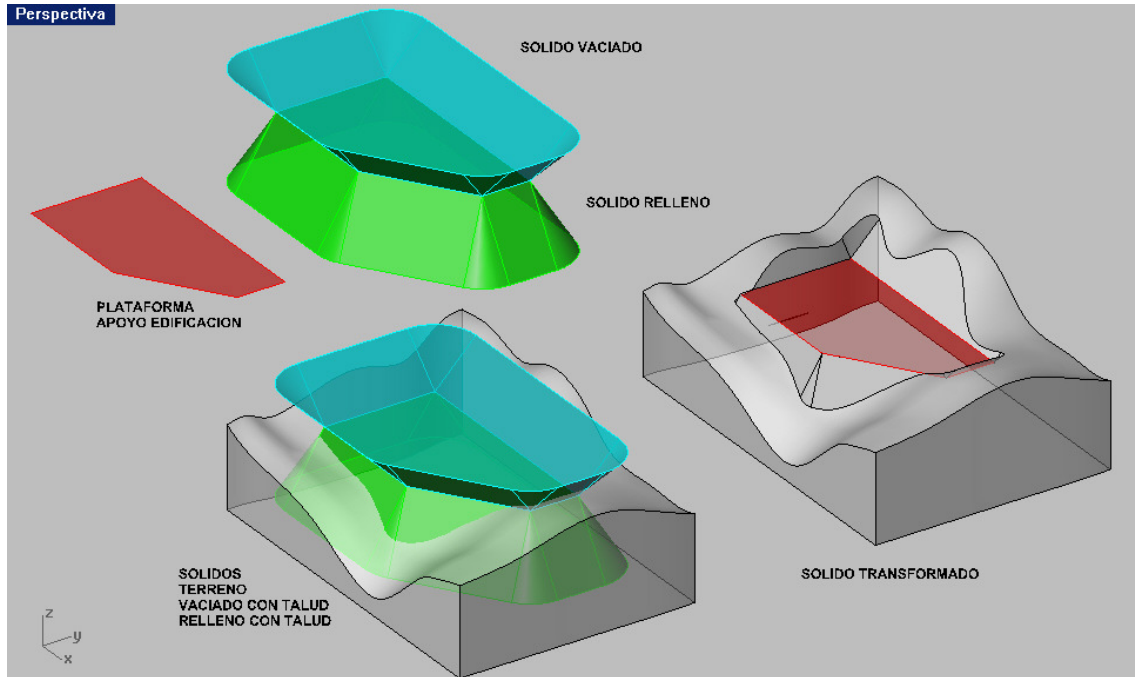 Perspectiva
SOLIDO VACIADO
SOLIDO RELLENO
PLATAFORMA
APOYO EDIFICACION
SOLIDOS
TERRENO
VACIADO CON TALUD
RELLENO CON TALUD
SOLIDO TRANSFORMADO
z
y
x